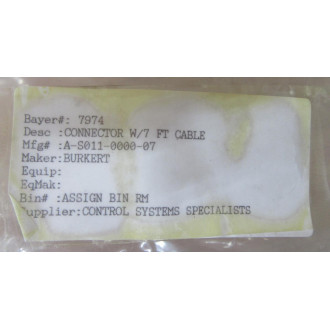 Bayer#: 7974
Desc :CONNECTOR W/7 FT CABLE
Mfg# :A-S011-0000-07
Maker:BURKERT
Equip:
EqMak:
Bin# :ASSIGN BIN RM
Supplier:CONTROL SYSTEMS SPECIALISTS